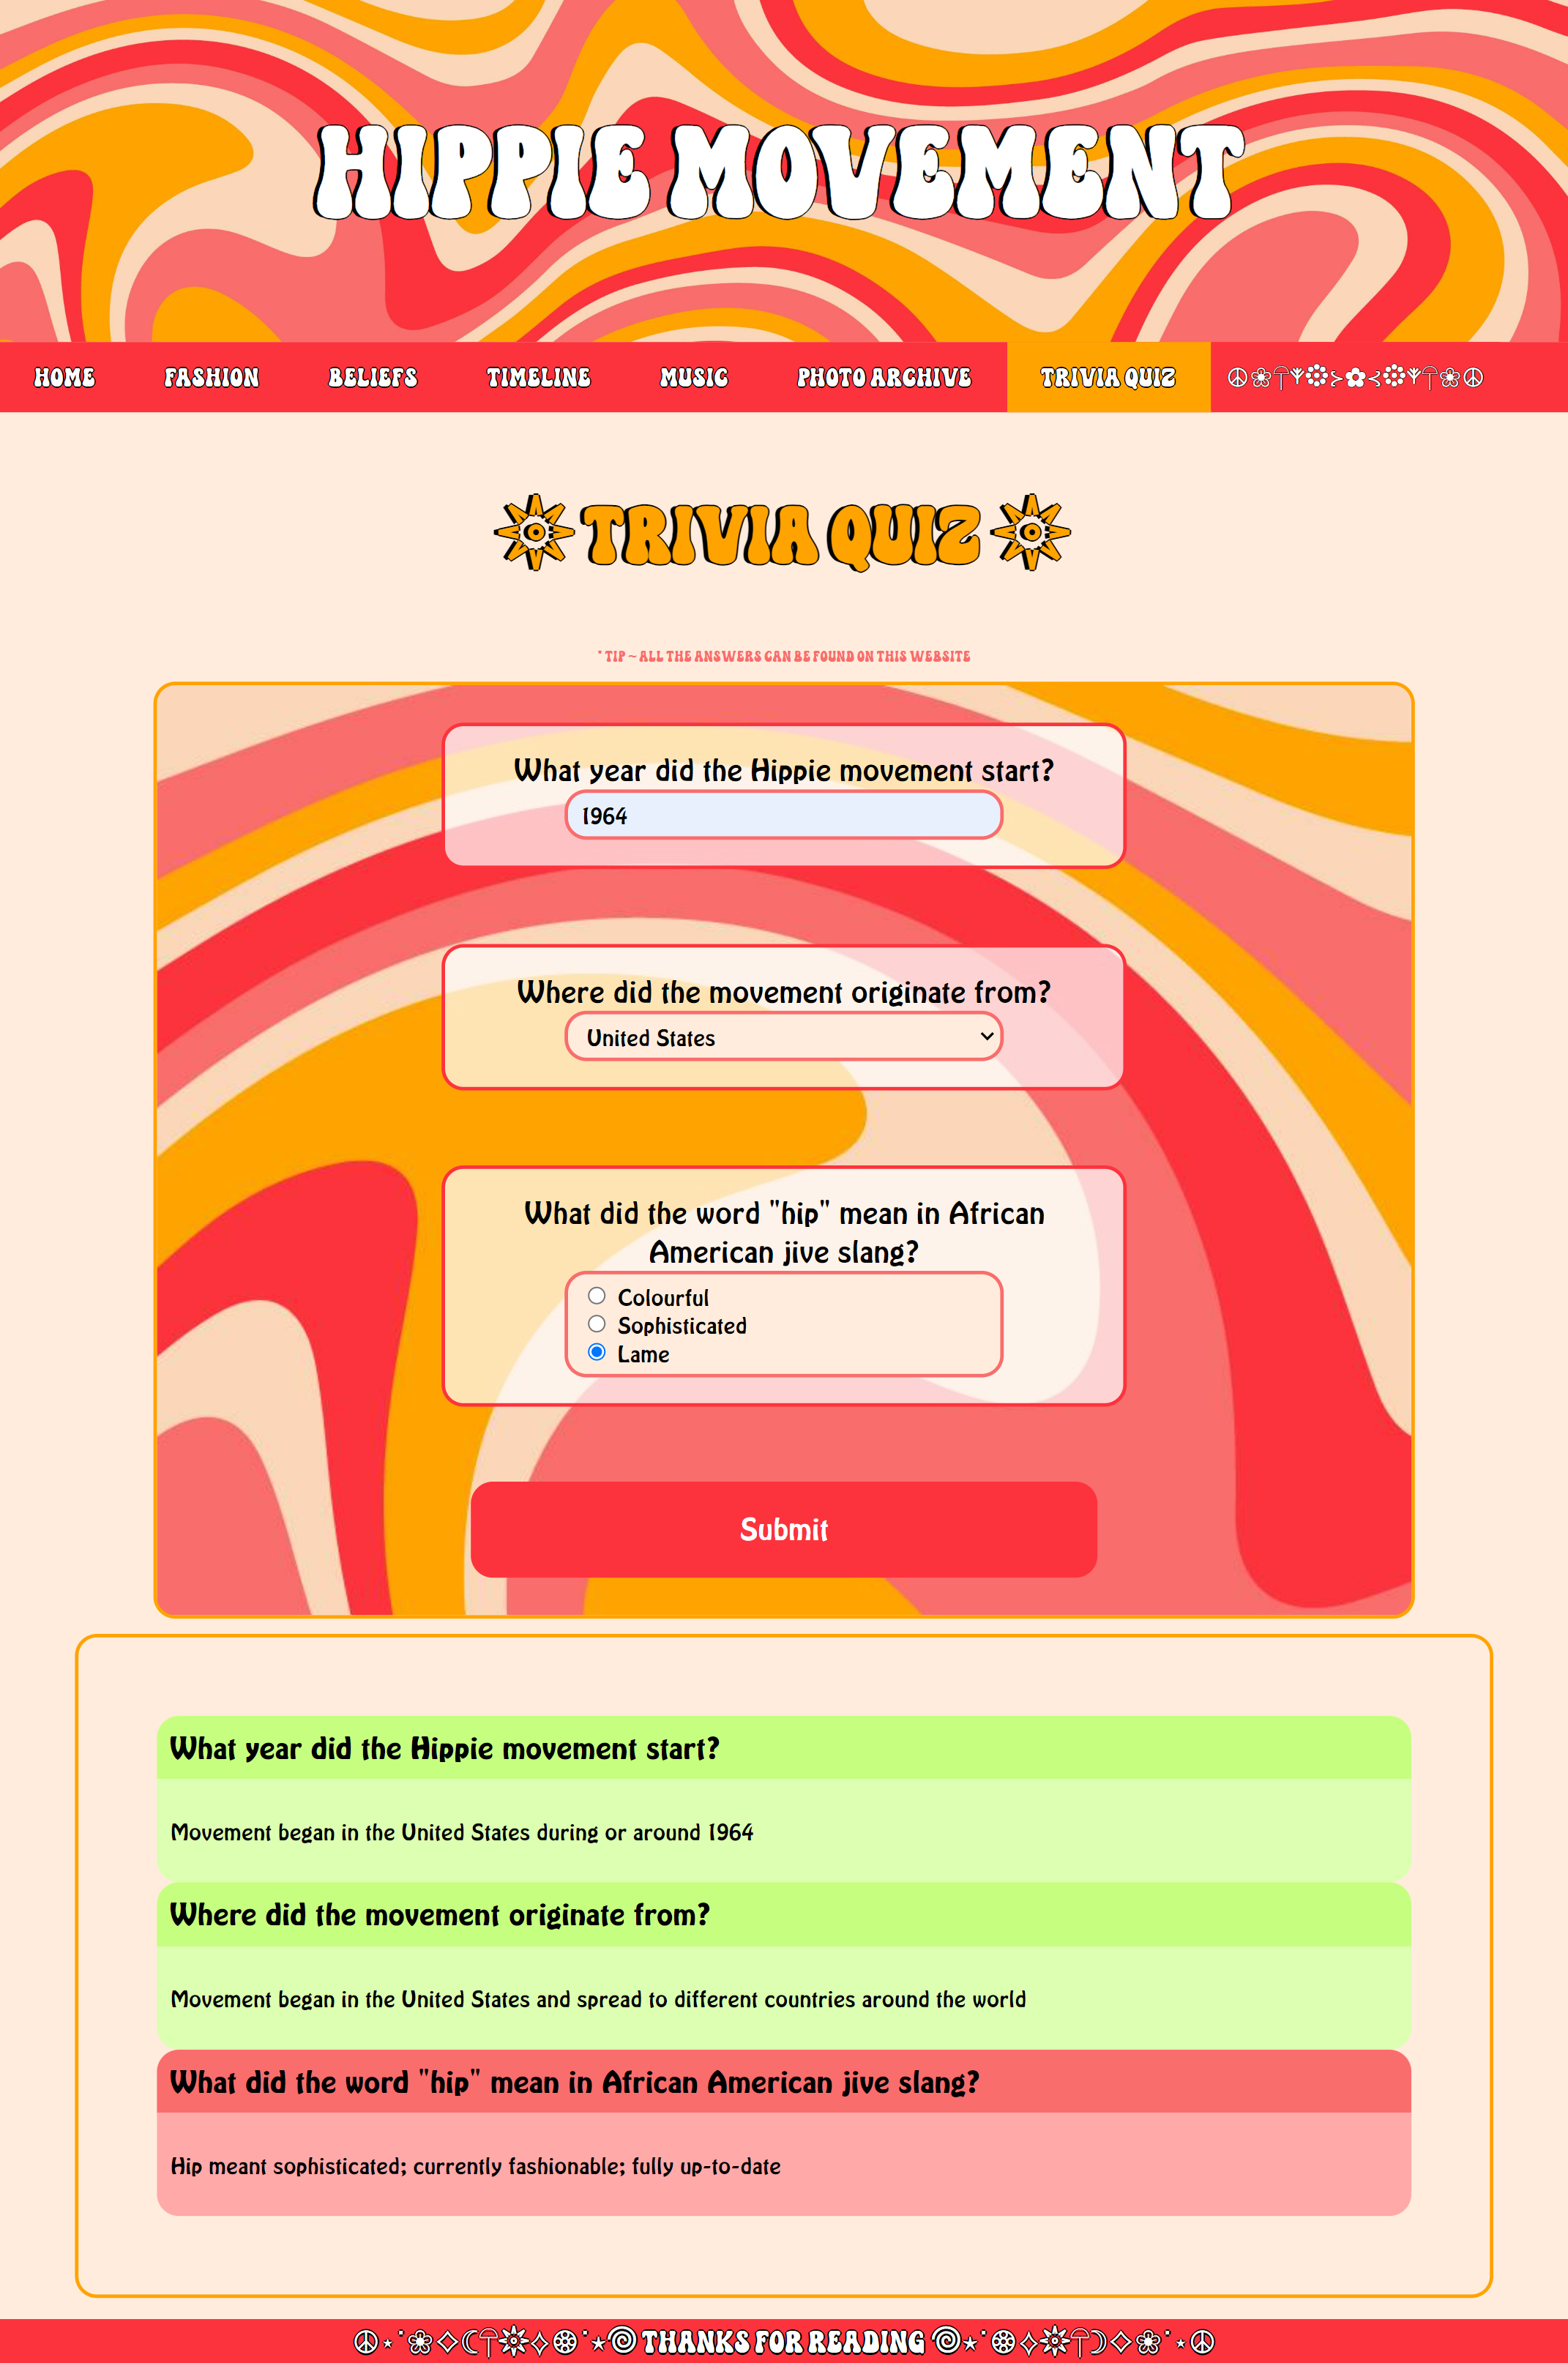 HIPPIE MOVEMENT
HOME FASHION BELIEFS TIMELINE MUSIC PHOTO ARCHIVE TRIVIA QUIZ
TRIVIA QUIZ
* TIP ~ ALL THE ANSWERS CAN BE FOUND ON THIS WEBSITE
What year did the Hippie movement start?
1964
Where did the movement originate from?
United States
What did the word "hip" mean in African
American jive slang?
Colourful
Sophisticated
Lame
Submit
What year did the Hippie movement start?
Movement began in the United States during or around 1964
Where did the movement originate from?
Movement began in the United States and spread to different countries around the world
What did the word "hip" mean in African American jive slang?
Hip meant sophisticated; currently fashionable; fully up-to-date
THANKS FOR READING